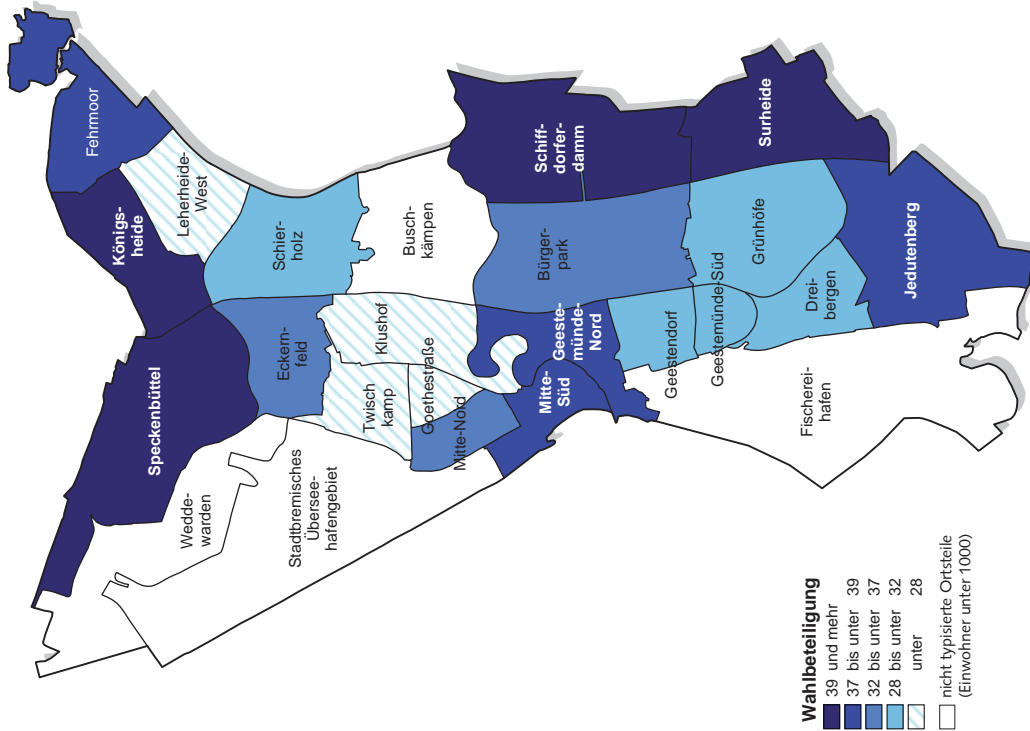 Fehrmoor
Königs-
heide
Leherheide-
West
Speckenbüttel
Schier-
holz
Eckern-
feld
Wedde-
warden
Busch-
kämpen
Klushof
Twisch
kamp
Goethestraße
Mitte-Nord
Stadtbremisches
Übersee-
hafengebiet
Schiff-
dorfer-
damm
Bürger-
park
Geeste-
münde-
Nord
Mitte-
Süd
Surheide
Grünhöfe
Geestendorf
Geestemünde-Süd
Drei-
bergen
Jedutenberg
Fischerei-
hafen
Wahlbeteiligung
39 und mehr
37 bis unter 39
32 bis unter 37
28 bis unter 32
unter 28
nicht typisierte Ortsteile
(Einwohner unter 1000)